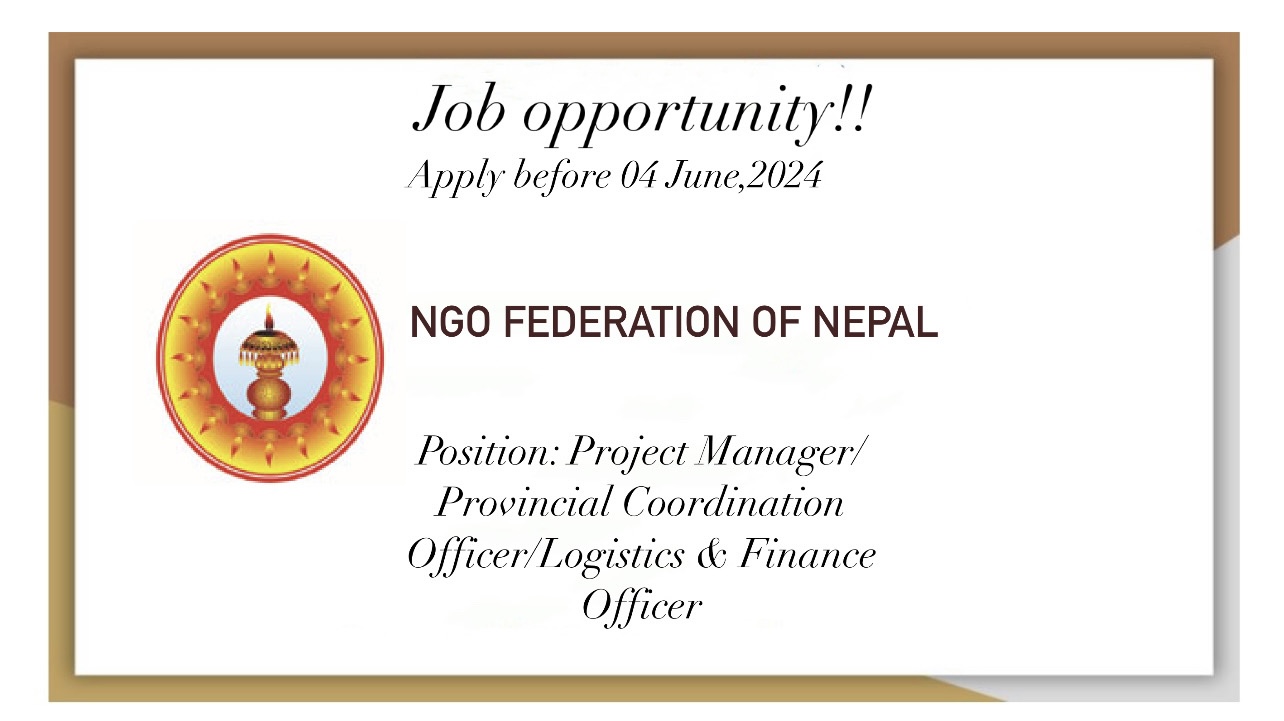 Job opportunity!!
Apply before 04 June,2024
NGO FEDERATION OF NEPAL
Position: Project Manager/
Provincial Coordination
Officer/Logistics & Finance
Officer